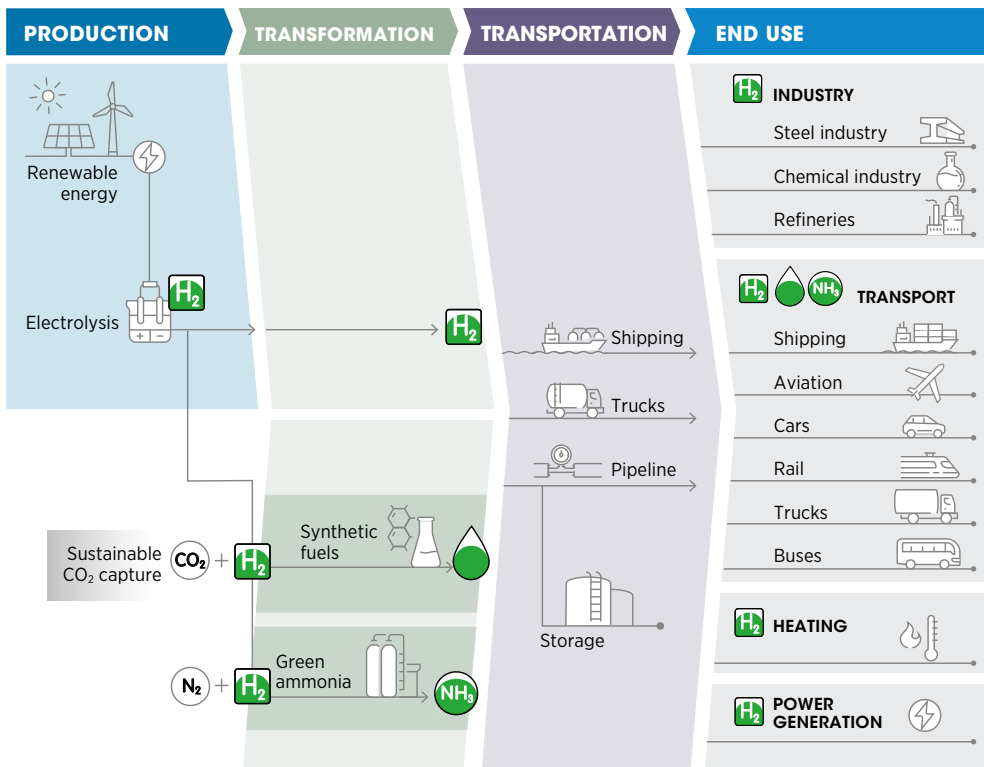 PRODUCTION
TRANSFORMATION
TRANSPORTATION
END USE
Renewable
energy
Electrolysis
H₂
H₂
Sustainable
CO₂ capture
CO₂ + H₂
Synthetic
fuels
N₂ + H₂
Green
ammonia
NH₃
Shipping
Trucks
Pipeline
Storage
H₂ INDUSTRY
Steel industry
Chemical industry
Refineries
H₂ NH₃ TRANSPORT
Shipping
Aviation
Cars
Rail
Trucks
Buses
H₂ HEATING
H₂ POWER
GENERATION